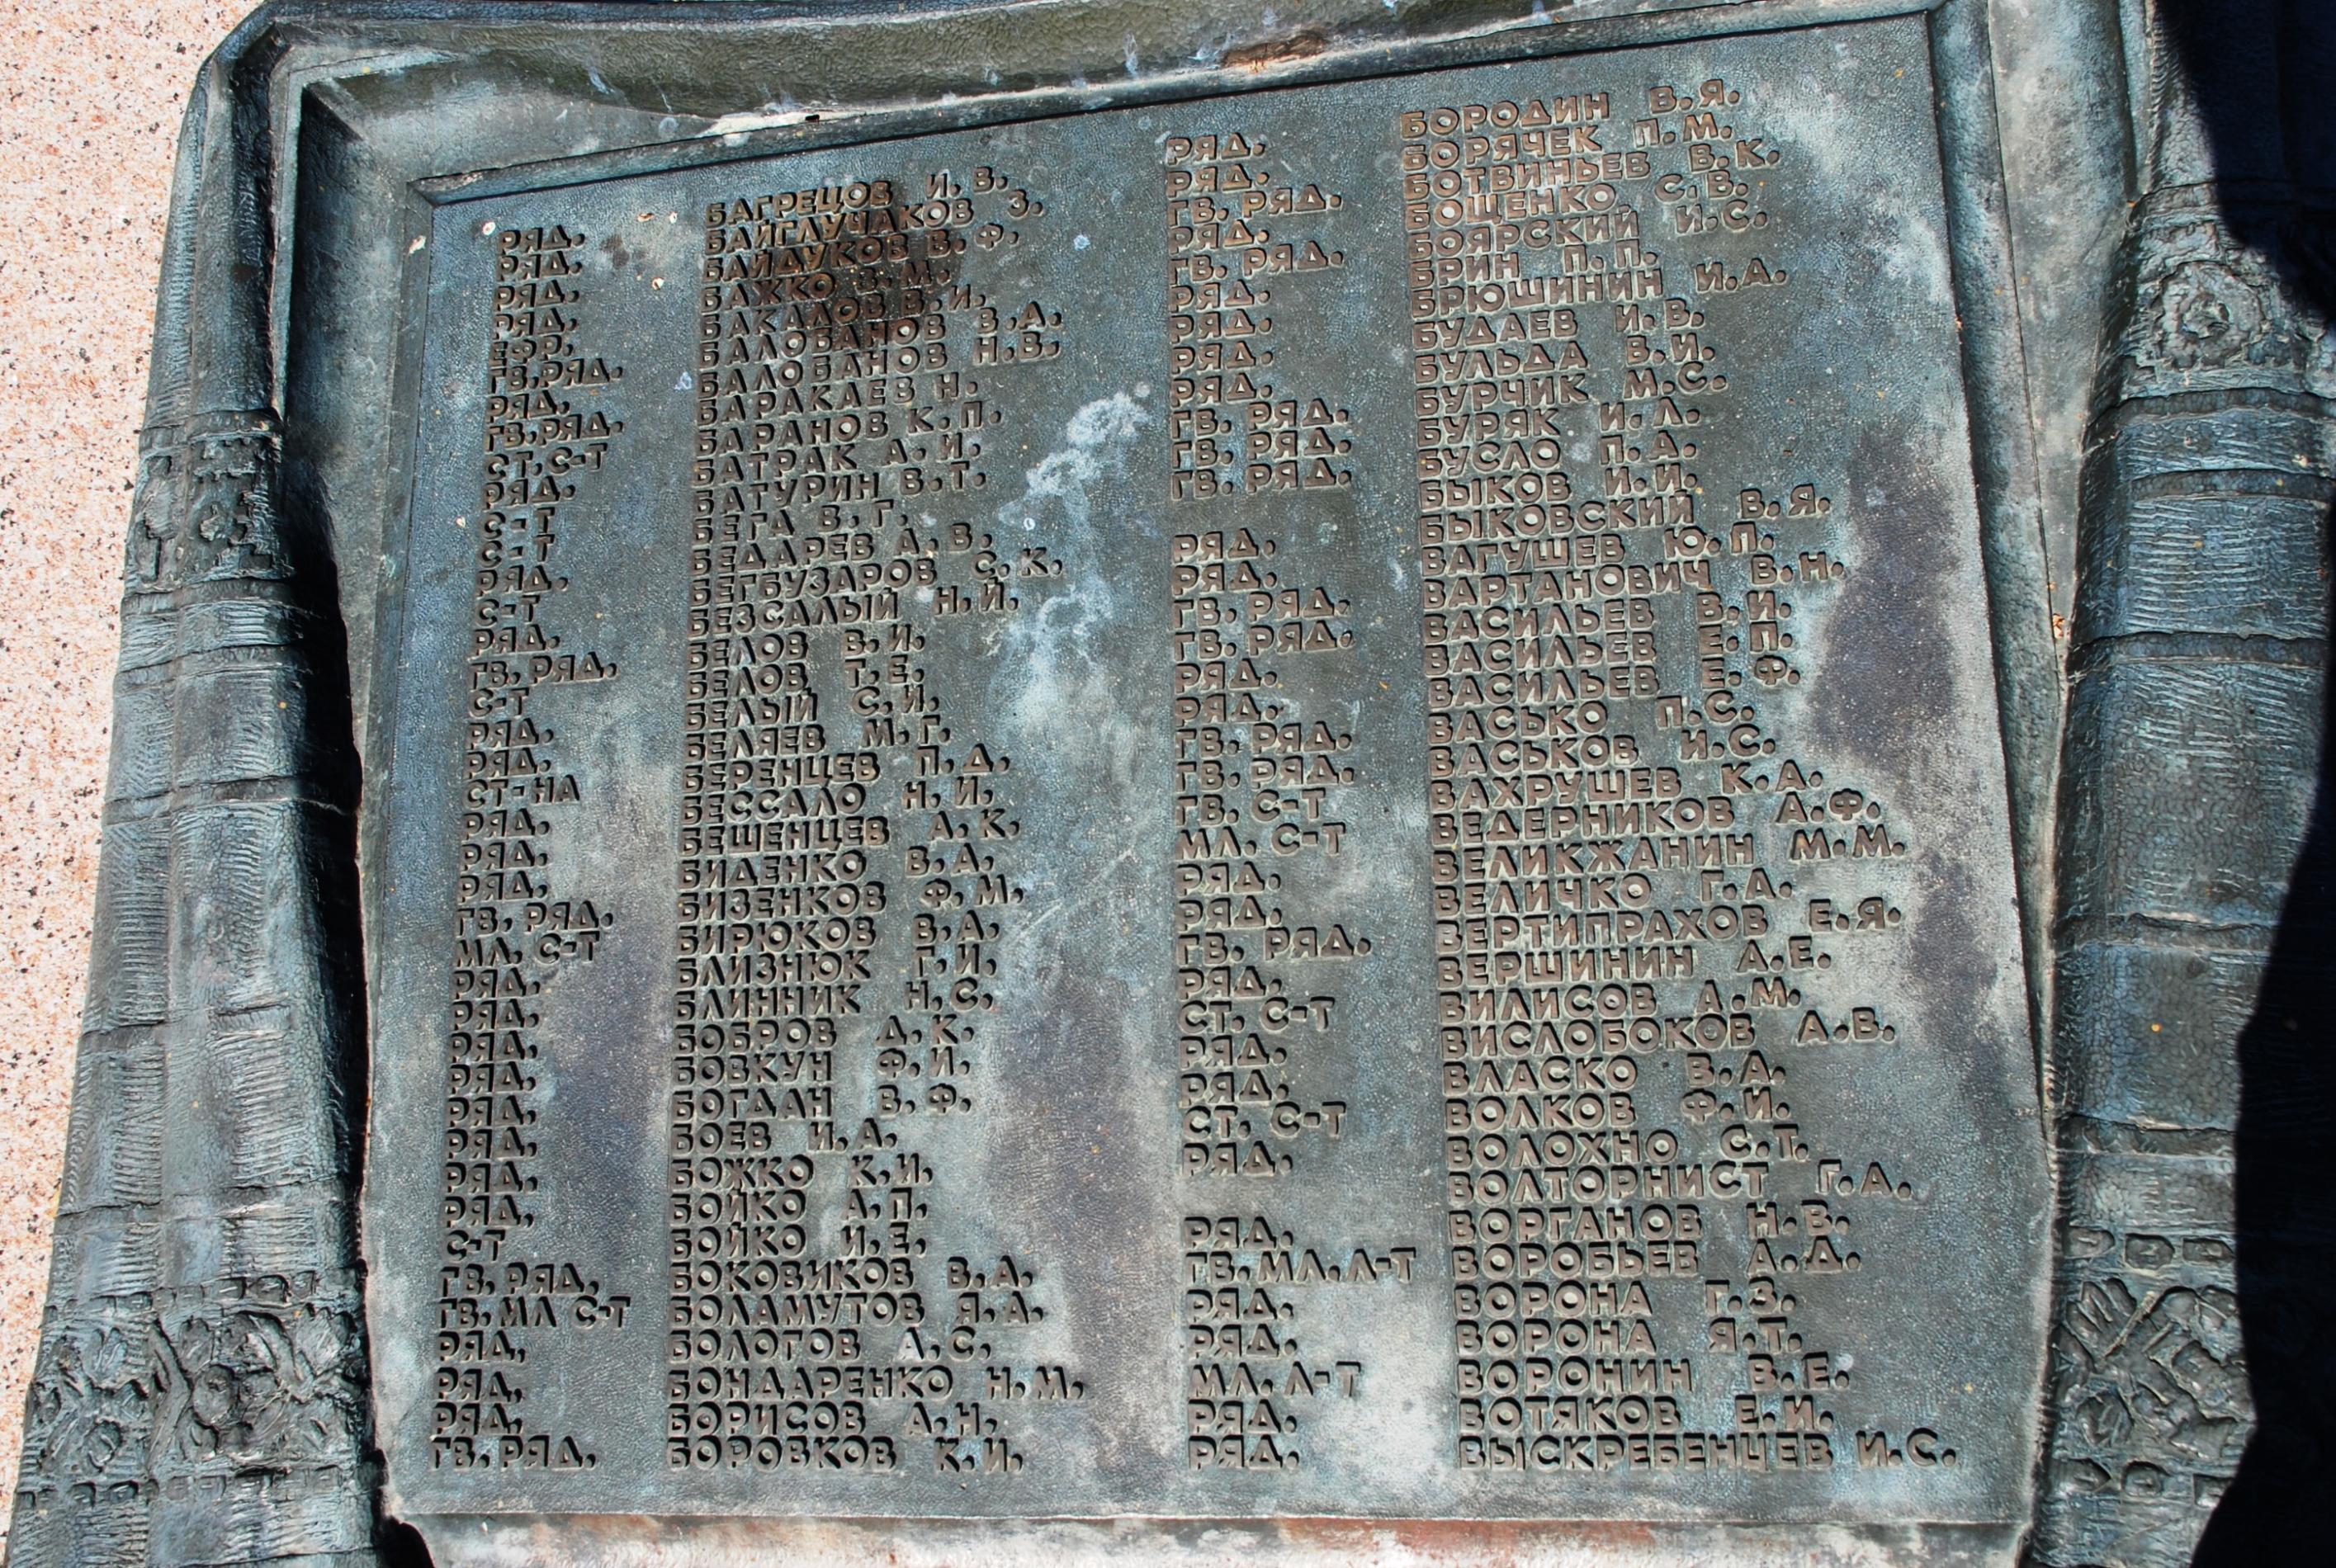 РЯД. БАГРЕЦОВ И.В.
РЯД. БАЙГЛУЧАКОВ З.
РЯД. БАЙДУКОВ В.Ф.
РЯД. БАЖКО В.М.
ЕФР. БАКАЛОВ В.И.
ГВ.РЯД. БАЛОБАНОВ В.А.
РЯД. БАЛОБАНОВ Н.В.
ГВ.РЯД. БАРАКАЕВ Н.
СТ.С-Т БАРАНОВ К.П.
РЯД. БАТРАК А.И.
С-Т БАТУРИН В.Т.
С-Т БЕГА В.Г.
РЯД. БЕДАРЕВ А.В.
С-Т БЕГБУЗАРОВ С.К.
РЯД. БЕЗСАЛЫЙ Н.Й.
ГВ.РЯД. БЕЛОВ В.И.
С-Т БЕЛОВ Т.Е.
РЯД. БЕЛЫЙ С.И.
РЯД. БЕЛЯЕВ М.Г.
СТ-НА БЕРЕНЦЕВ П.Д.
РЯД. БЕССАЛО Н.И.
РЯД. БЕШЕНЦЕВ А.К.
РЯД. БИДЕНКО В.А.
ГВ. РЯД. БИЗЕНКОВ Ф.М.
МЛ. С-Т БИРЮКОВ В.А.
РЯД. БЛИЗНЮК Г.И.
РЯД. БЛИННИК Н.С.
РЯД. БОБРОВ Д.К.
РЯД. БОВКУН Ф.И.
РЯД. БОГДАН В.Ф.
РЯД. БОЕВ И.А.
РЯД. БОЖКО К.И.
РЯД. БОЙКО А.П.
С-Т БОЙКО И.Е.
ГВ.РЯД. БОКОВИКОВ В.А.
ГВ.МЛ С-Т БОЛАМУТОВ Я.А.
РЯД. БОЛОГОВ А.С.
РЯД. БОНДАРЕНКО Н.М.
РЯД. БОРИСОВ А.Н.
ГВ.РЯД. БОРОВКОВ К.И.
РЯД. БОРОДИН В.Я.
РЯД. БОРЯЧЕК П.М.
ГВ. РЯД. БОТВИНЬЕВ В.К.
РЯД. БОЩЕНКО С.В.
ГВ. РЯД. БОЯРСКИЙ И.С.
РЯД. БРИН П.П.
РЯД. БРЮШИНИН И.А.
РЯД. БУДАЕВ И.В.
РЯД. БУЛЬДА В.И.
ГВ. РЯД. БУРЧИК М.С.
ГВ. РЯД. БУРЯК И.Л.
ГВ. РЯД. БУСЛО П.А.
БЫКОВ И.И.
РЯД. БЫКОВСКИЙ В.Я.
РЯД. ВАГУШЕВ Ю.П.
ГВ. РЯД. ВАРТАНОВИЧ В.Н.
ГВ. РЯД. ВАСИЛЬЕВ В.И.
РЯД. ВАСИЛЬЕВ Е.П.
РЯД. ВАСИЛЬЕВ Е.Ф.
ГВ. РЯД. ВАСЬКО П.С.
ГВ. РЯД. ВАСЬКОВ И.С.
ГВ. С-Т ВАХРУШЕВ К.А.
МЛ. С-Т ВЕДЕРНИКОВ А.Ф.
РЯД. ВЕЛИКЖАНИН М.М.
РЯД. ВЕЛИЧКО Г.А.
ГВ. РЯД. ВЕРТИПРАХОВ Е.Я.
РЯД. ВЕРШИНИН А.Е.
СТ. С-Т ВИЛИСОВ А.М.
РЯД. ВИСЛОБОКОВ А.В.
РЯД. ВЛАСКО В.А.
СТ. С-Т ВОЛКОВ Ф.И.
РЯД. ВОЛОХНО С.Т.
ВОЛТОРНИСТ Г.А.
РЯД. ВОРГАНОВ Н.В.
ГВ.МЛ.Л-Т ВОРОБЬЕВ А.Д.
РЯД. ВОРОНА Г.З.
РЯД. ВОРОНА Я.Т.
МЛ.Л-Т ВОРОНИН В.Е.
РЯД. ВОТЯКОВ Е.И.
РЯД. ВЫСКРЕБЕНЦЕВ И.С.